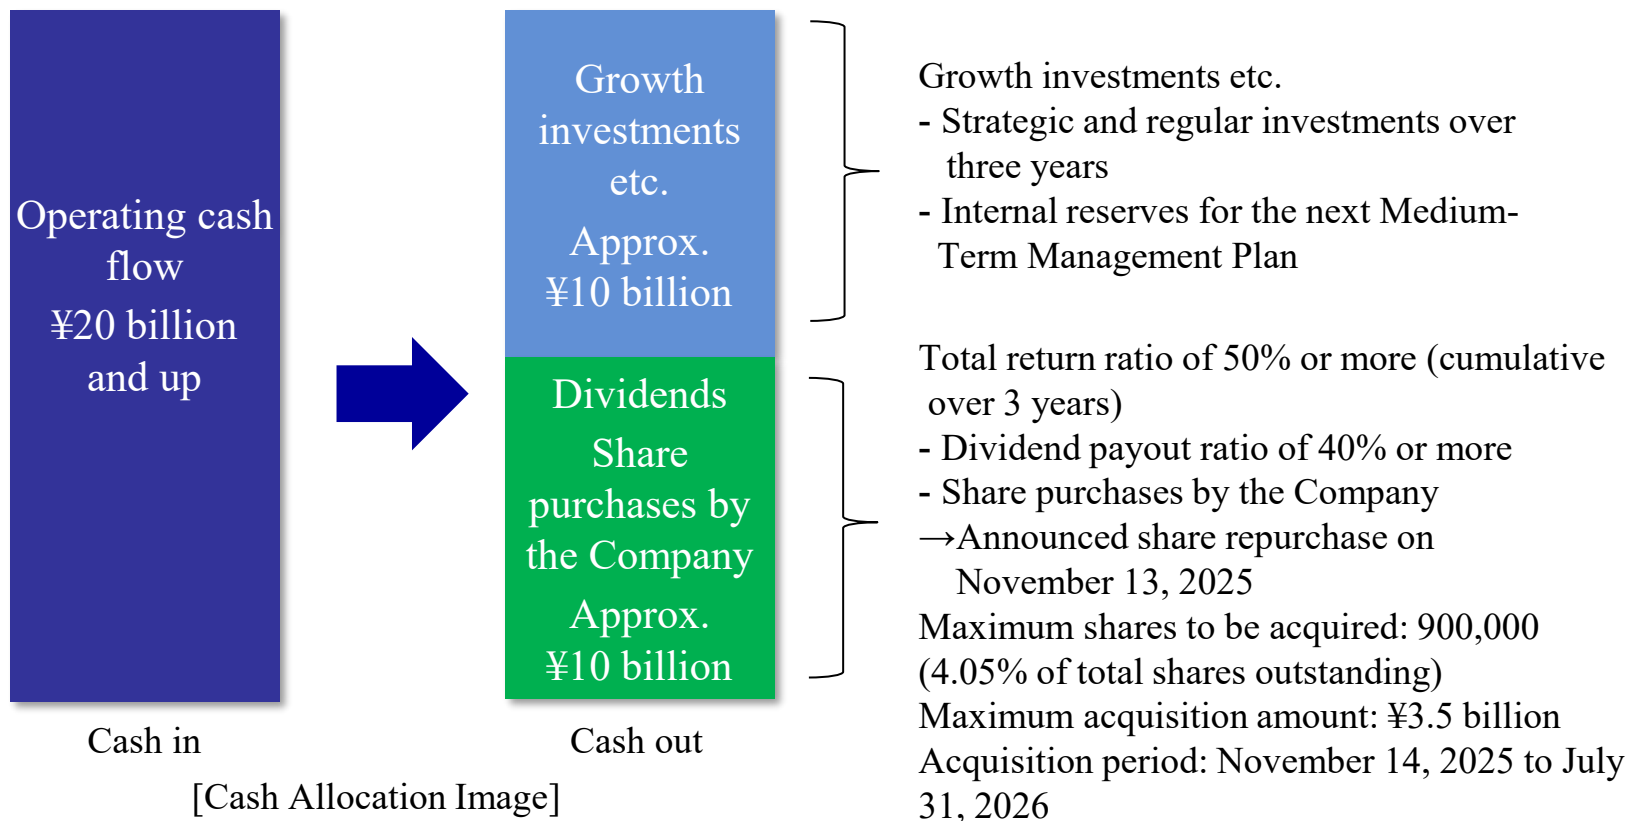 Operating cash
flow
¥20 billion
and up
Cash in
Growth
investments
etc.
Approx.
¥10 billion
Dividends
Share
purchases by
the Company
Approx.
¥10 billion
Cash out
[Cash Allocation Image]
Growth investments etc.
- Strategic and regular investments over
three years
- Internal reserves for the next Medium-
Term Management Plan
Total return ratio of 50% or more (cumulative
over 3 years)
- Dividend payout ratio of 40% or more
- Share purchases by the Company
→Announced share repurchase on
November 13, 2025
Maximum shares to be acquired: 900,000
(4.05% of total shares outstanding)
Maximum acquisition amount: ¥3.5 billion
Acquisition period: November 14, 2025 to July
31, 2026